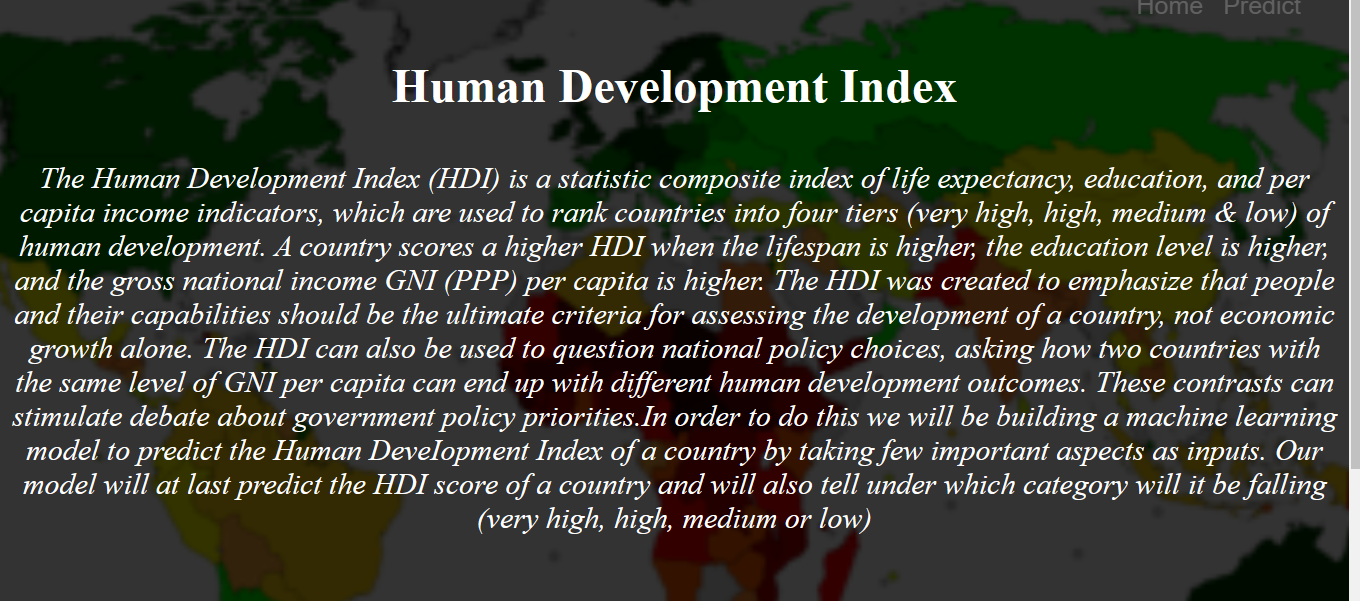 Home Predict
Human Development Index
The Human Development Index (HDI) is a statistic composite index of life expectancy, education, and per
capita income indicators, which are used to rank countries into four tiers (very high, high, medium & low) of
human development. A country scores a higher HDI when the lifespan is higher, the education level is higher,
and the gross national income GNI (PPP) per capita is higher. The HDI was created to emphasize that people
and their capabilities should be the ultimate criteria for assessing the development of a country, not economic
growth alone. The HDI can also be used to question national policy choices, asking how two countries with
the same level of GNI per capita can end up with different human development outcomes. These contrasts can
stimulate debate about government policy priorities.In order to do this we will be building a machine learning
model to predict the Human DeveIopment Index of a country by taking few important aspects as inputs. Our
model will at last predict the HDI score of a country and will also tell under which category will it be falling
(very high, high, medium or low)